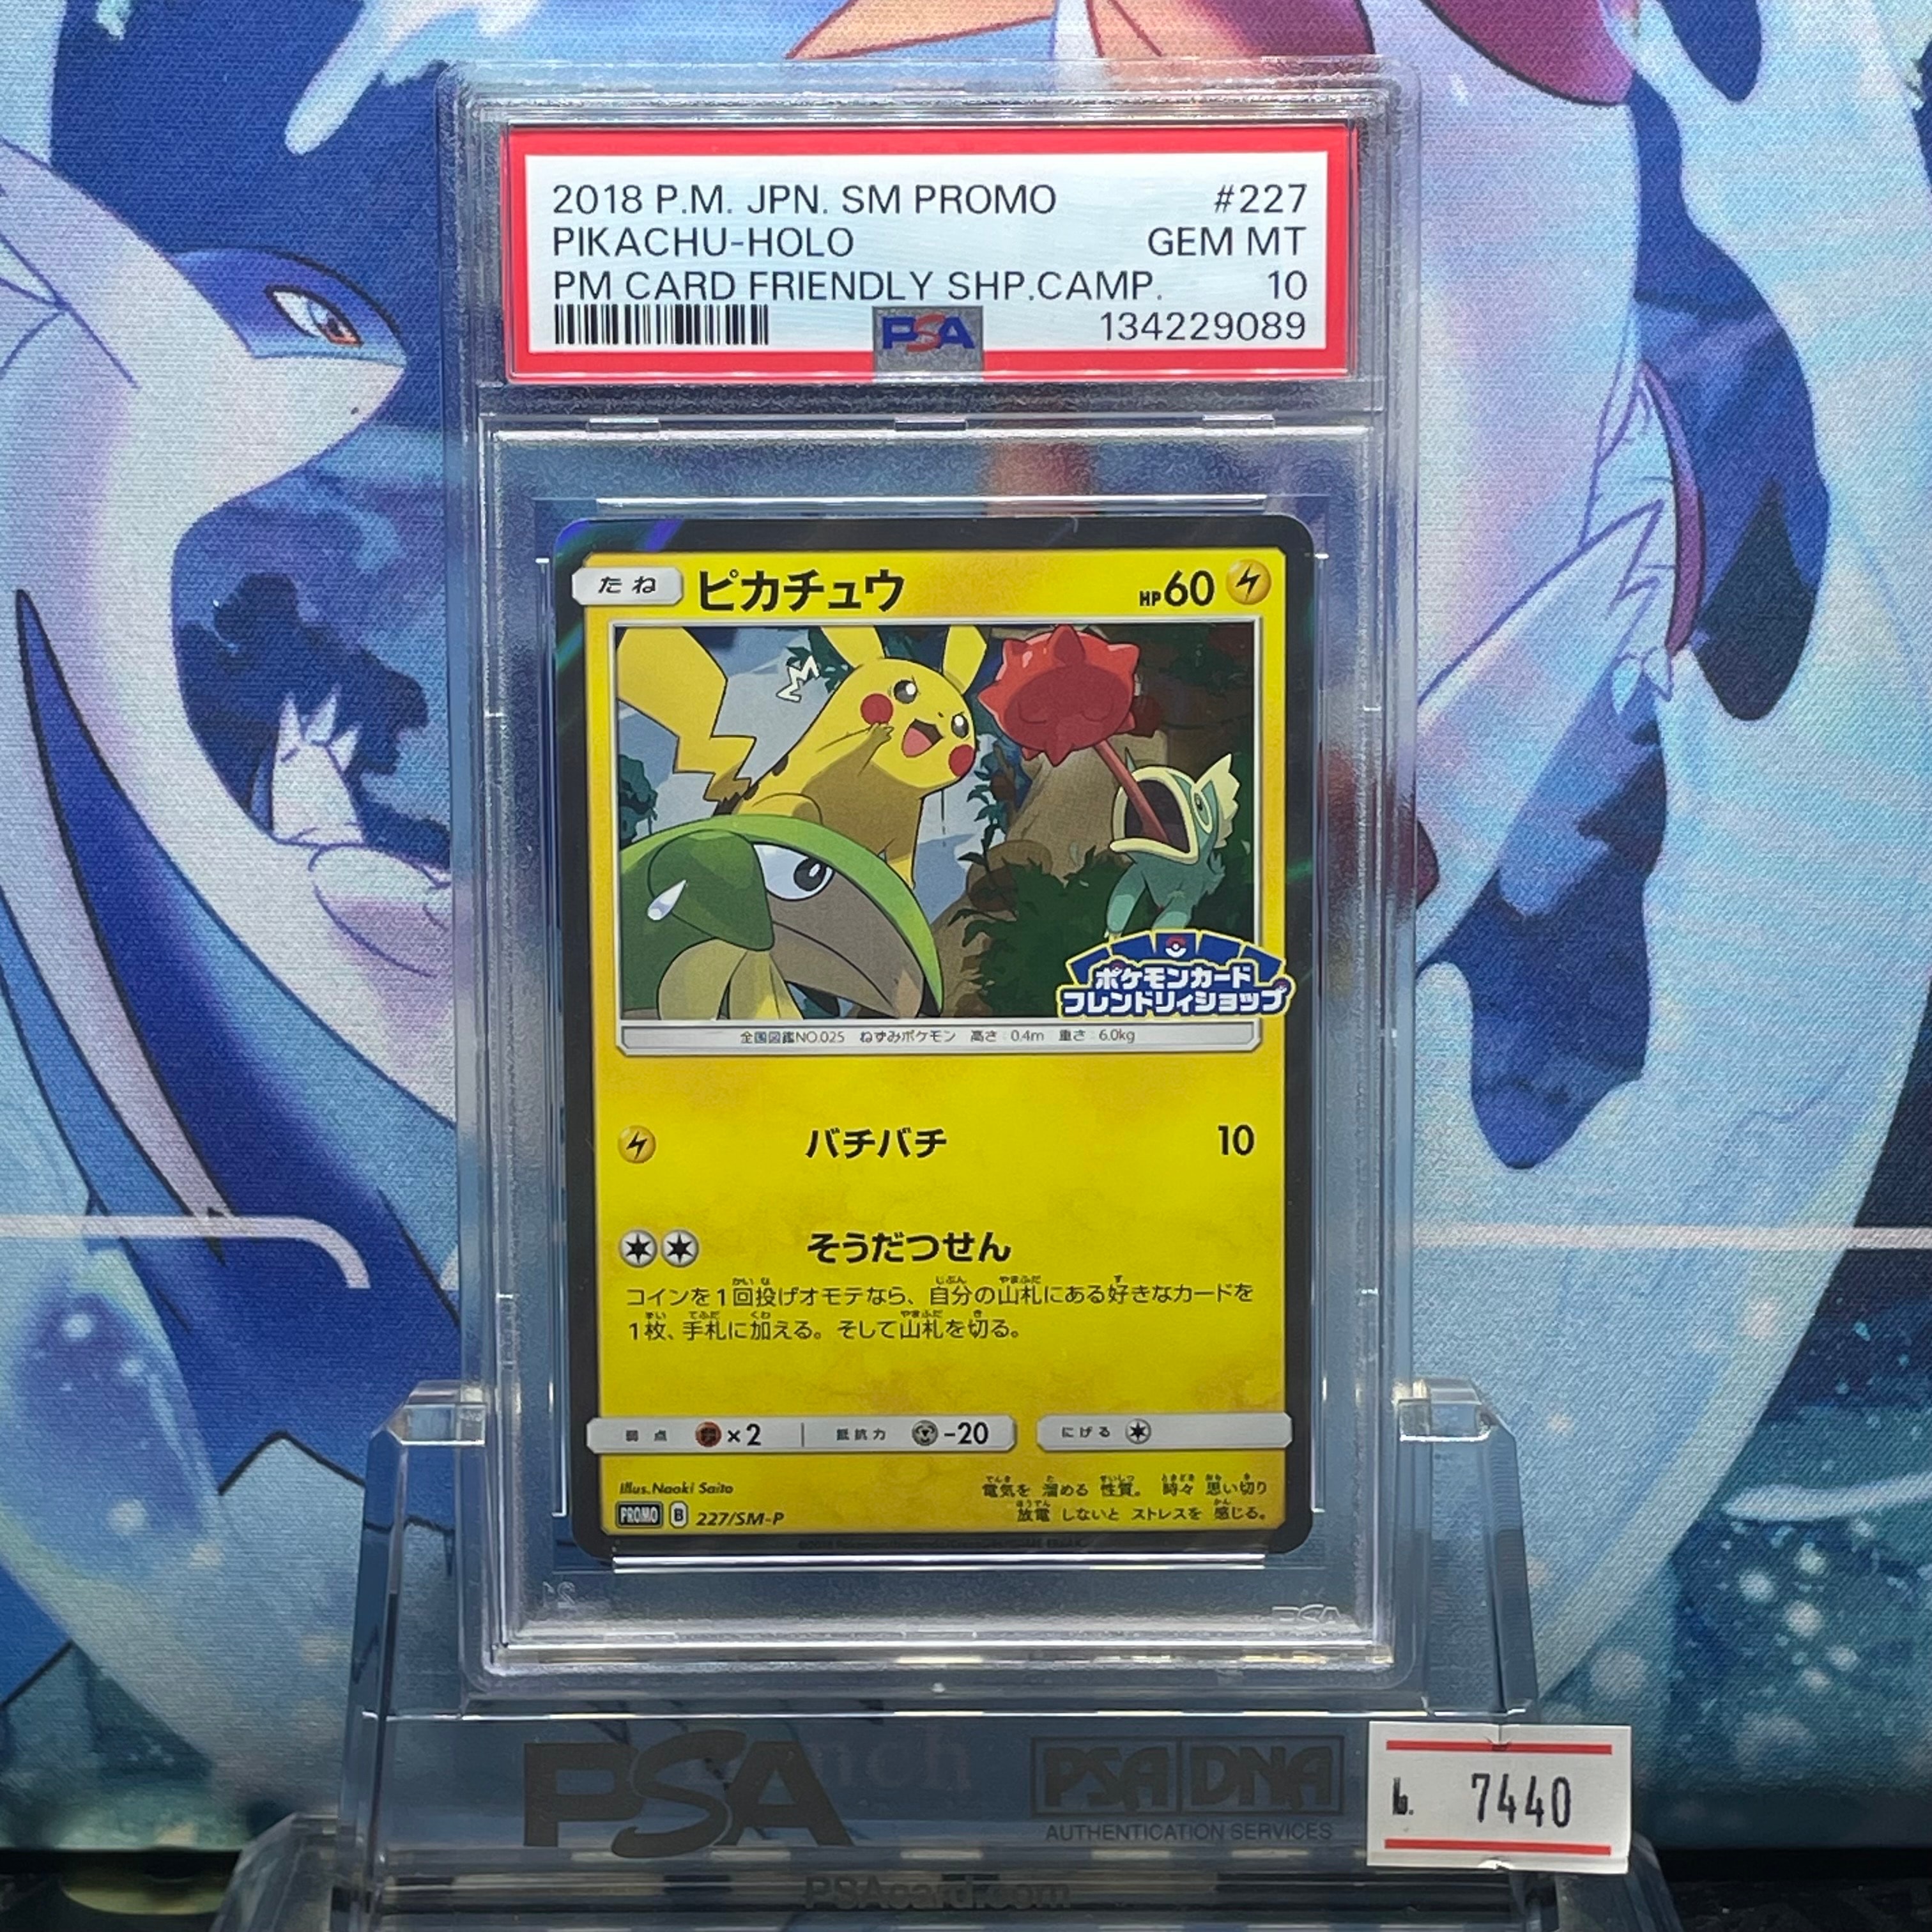 2018 P.M. JPN. SM PROMO #227
PIKACHU-HOLO GEM MT
PM CARD FRIENDLY SHP.CAMP. 10
PSA 134229089
たね ピカチュウ HP60
ポケモンカード
フレンドリィショップ
全国図鑑NO.025 ねずみポケモン 高さ:0.4m 重さ:6.0kg
バチバチ 10
そうだつせん
コインを1回投げオモテなら、自分の山札にある好きなカードを
1枚、手札に加える。そして山札を切る。
弱点 ×2 抵抗力 -20 にげる
Illus. Naoki Saito
電気を 溜める 性質。 時々 思い切り
放電 しないと ストレスを 感じる。
PROMO B 227/SM-P
PSA
PSA
PSA DNA
AUTHENTICATION SERVICES
PSAcard.com
b. 7440